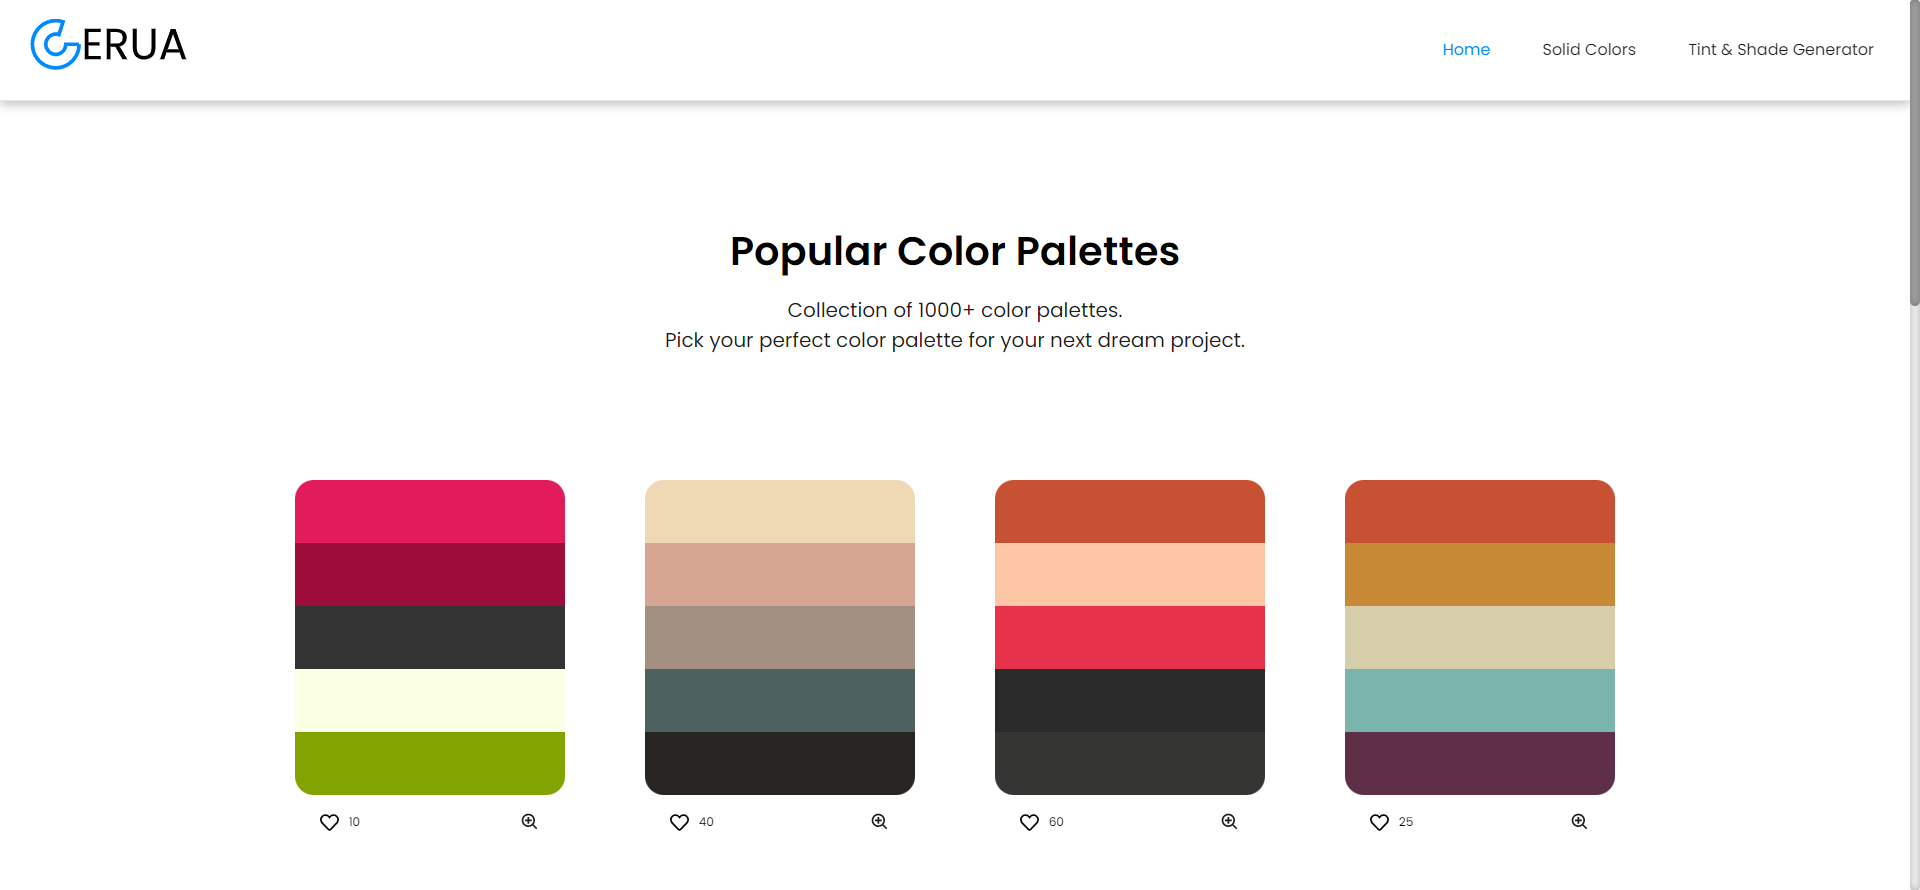 ERUA
Home
Solid Colors
Tint & Shade Generator
Popular Color Palettes
Collection of 1000+ color palettes.
Pick your perfect color palette for your next dream project.
10
40
60
25